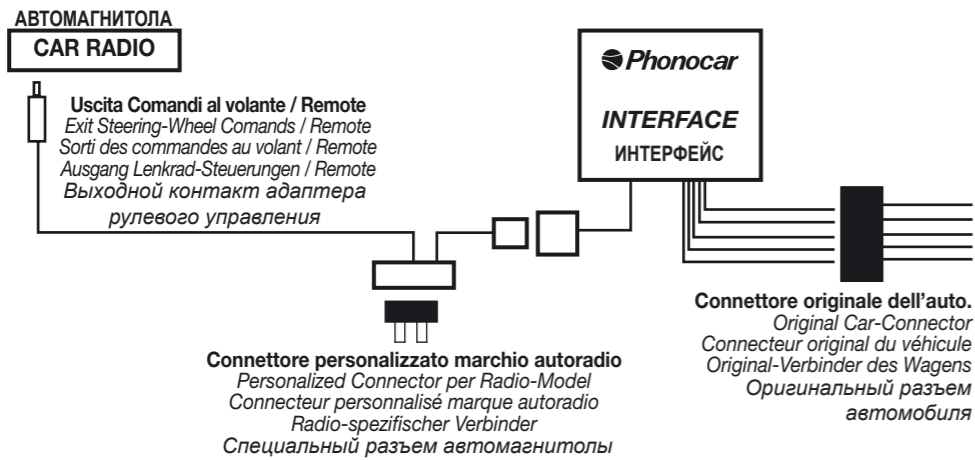 АВТОМАГНИТОЛА
CAR RADIO
Uscita Comandi al volante / Remote
Exit Steering-Wheel Comands / Remote
Sorti des commandes au volant / Remote
Ausgang Lenkrad-Steuerungen / Remote
Выходной контакт адаптера
рулевого управления
Phonocar
INTERFACE
ИНТЕРФЕЙС
Connettore personalizzato marchio autoradio
Personalized Connector per Radio-Model
Connecteur personnalisé marque autoradio
Radio-spezifischer Verbinder
Специальный разъем автомагнитолы
Connettore originale dell'auto.
Original Car-Connector
Connecteur original du véhicule
Original-Verbinder des Wagens
Оригинальный разъем
автомобиля